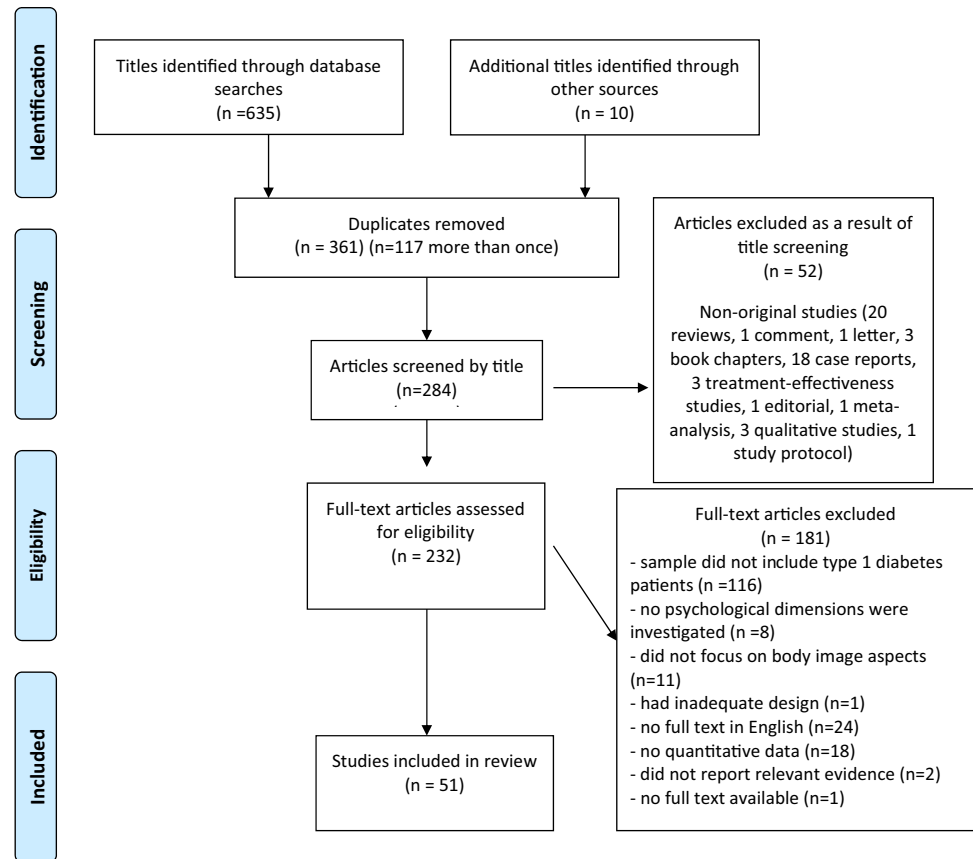 Identification
Titles identified through database
searches
(n =635)
Additional titles identified through
other sources
(n = 10)
Duplicates removed
(n = 361) (n=117 more than once)
Screening
Articles screened by title
(n=284)
Articles excluded as a result of
title screening
(n = 52)
Non-original studies (20
reviews, 1 comment, 1 letter, 3
book chapters, 18 case reports,
3 treatment-effectiveness
studies, 1 editorial, 1 meta-
analysis, 3 qualitative studies, 1
study protocol)
Eligibility
Full-text articles assessed
for eligibility
(n = 232)
Full-text articles excluded
(n = 181)
- sample did not include type 1 diabetes
patients (n =116)
- no psychological dimensions were
investigated (n =8)
- did not focus on body image aspects
(n=11)
- had inadequate design (n=1)
- no full text in English (n=24)
- no quantitative data (n=18)
- did not report relevant evidence (n=2)
- no full text available (n=1)
Included
Studies included in review
(n = 51)